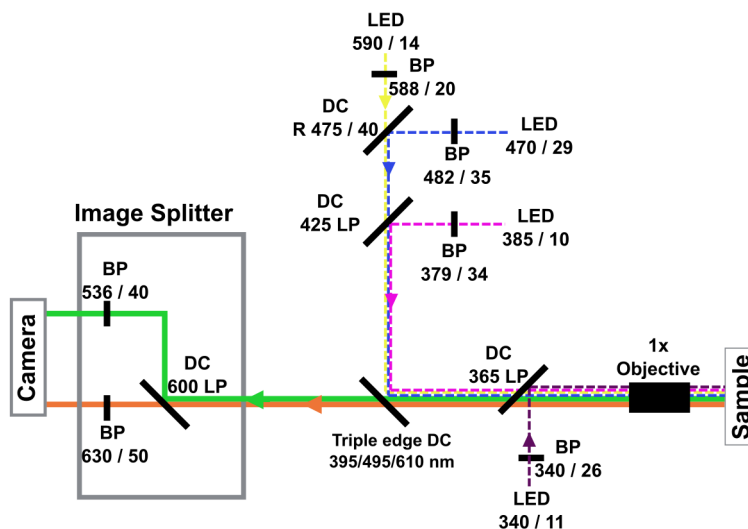 LED
590 / 14
BP
588 / 20
DC
R 475 / 40
LED
470 / 29
BP
482 / 35
DC
425 LP
LED
385 / 10
BP
379 / 34
Image Splitter
BP
536 / 40
Camera
DC
600 LP
BP
630 / 50
Triple edge DC
395/495/610 nm
DC
365 LP
1x
Objective
Sample
BP
340 / 26
LED
340 / 11